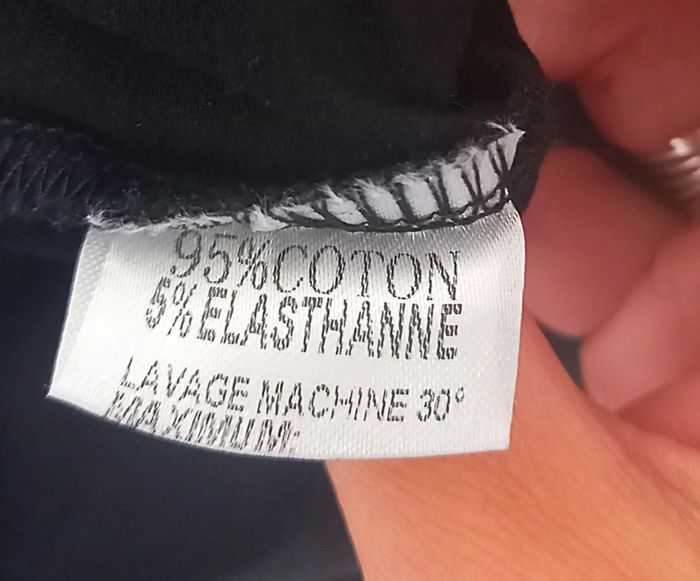 95%COTON
5%ELASTHANNE
LAVAGE MACHINE 30°
MAXIMUM: